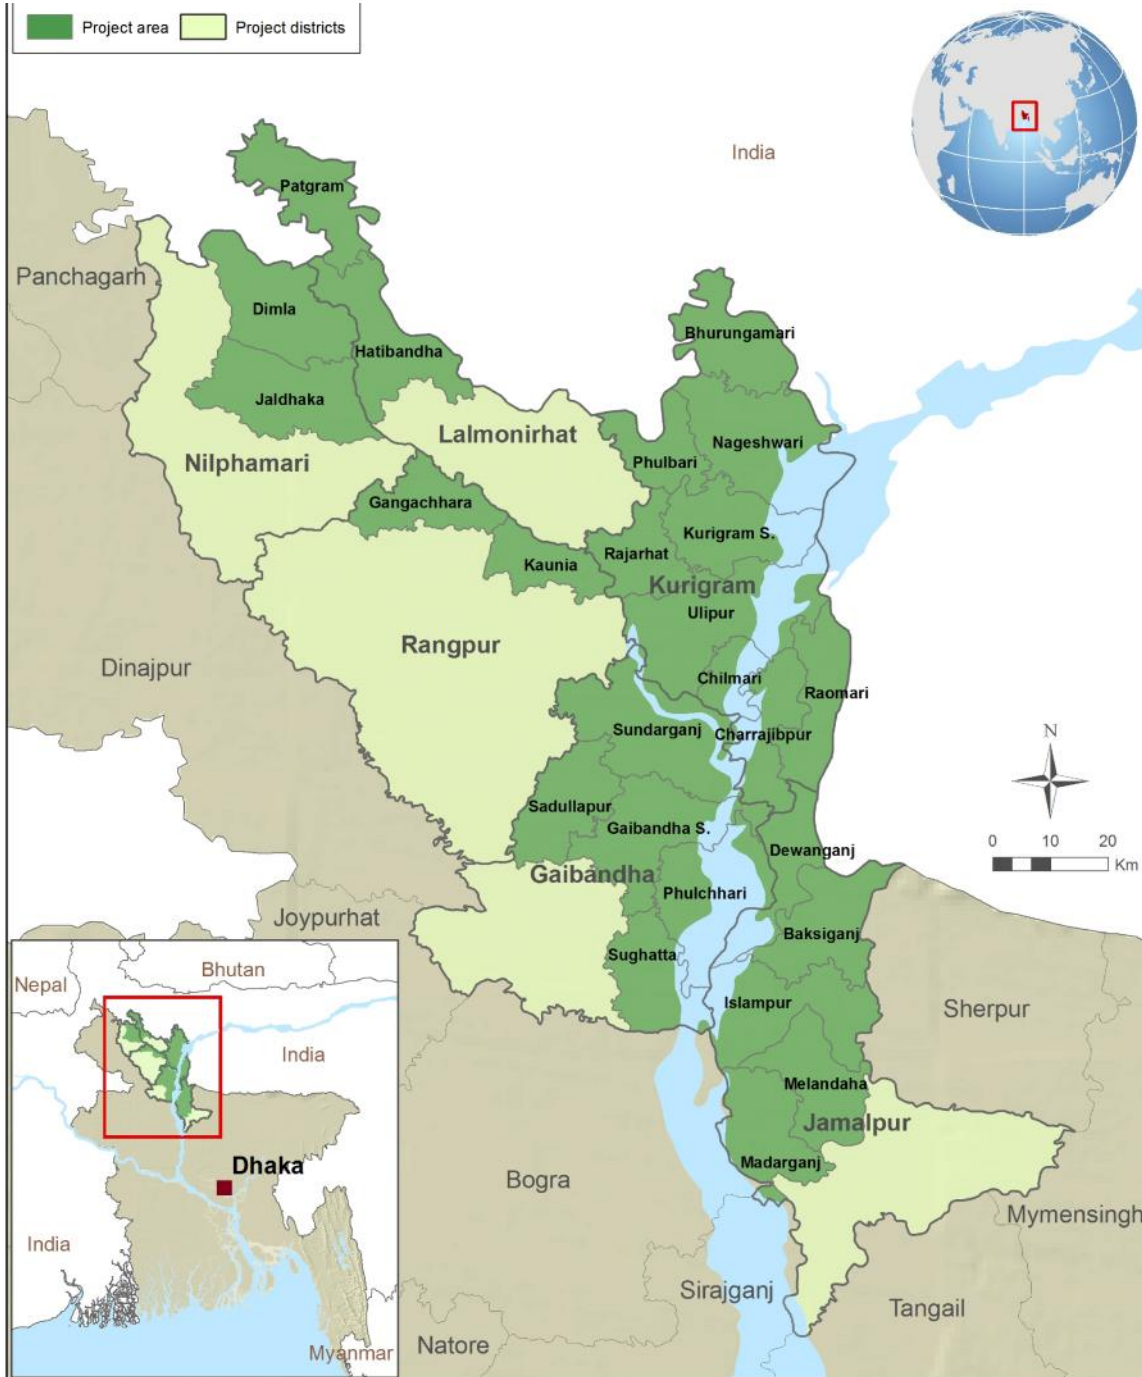 Project area
Project districts
India
Patgram
Panchagarh
Dimla
Bhurungamari
Hatibandha
Jaldhaka
Lalmonirhat
Nageshwari
Nilphamari
Phulbari
Gangachhara
Kurigram S.
Rajarhat
Kaunia
Kurigram
Ulipur
Rangpur
Dinajpur
Chilmari
Raomari
Sundarganj
Charrajibpur
N
Sadullapur
Gaibandha S.
Dewanganj
0 10 20
Km
Gaibandha
Phulchhari
Joypurhat
Baksiganj
Sughatta
Islampur
Sherpur
Melandaha
Jamalpur
Madarganj
Bogra
Mymensingh
Sirajganj
Tangail
Natore
Nepal
Bhutan
India
Dhaka
India
Myanmar